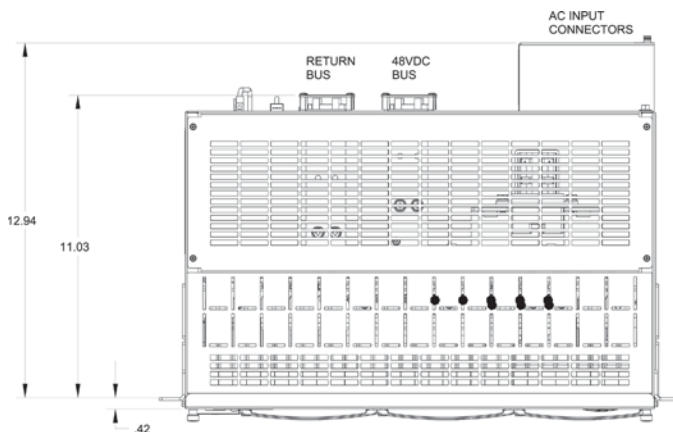 AC INPUT
CONNECTORS
RETURN
BUS
48VDC
BUS
12.94
11.03
.42